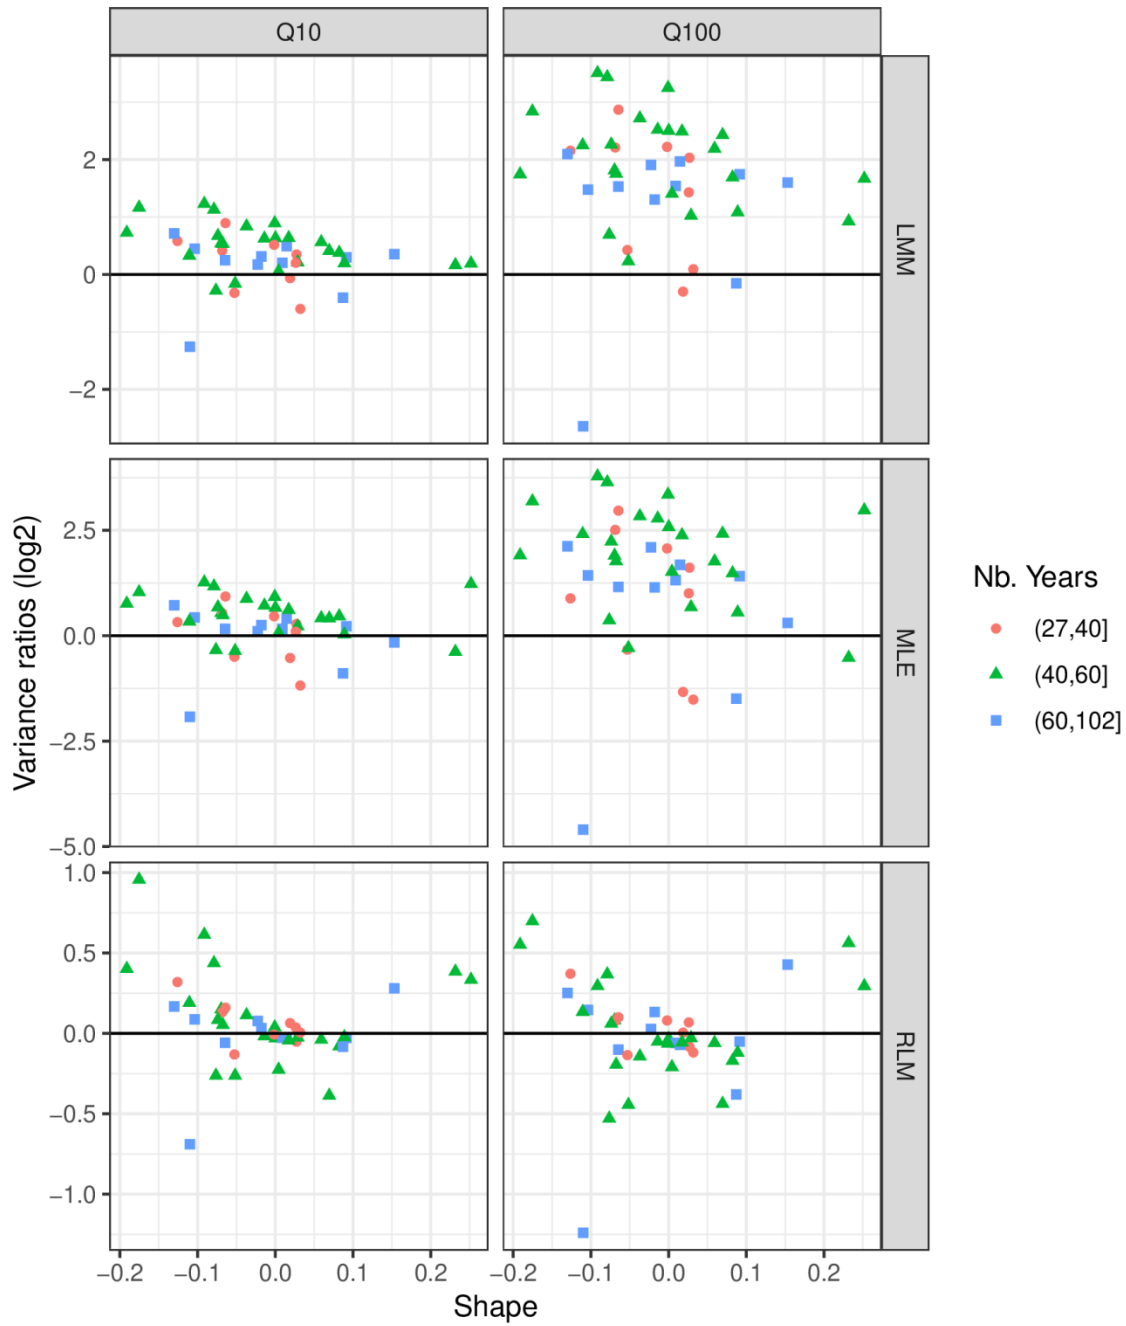 Q10
Q100
2
0
−2
LMM
Variance ratios (log2)
2.5
0.0
−2.5
−5.0
MLE
1.0
0.5
0.0
−0.5
−1.0
RLM
−0.2 −0.1 0.0 0.1 0.2
−0.2 −0.1 0.0 0.1 0.2
Shape
Nb. Years
(27,40]
(40,60]
(60,102]